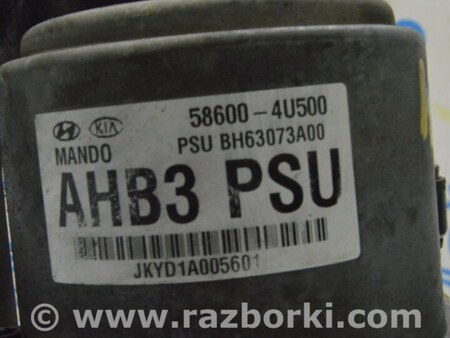 KIA
58600-4U500
MANDO
PSU BH63073A00
AHB3 PSU
JKYD1A005601
© www.razborki.com